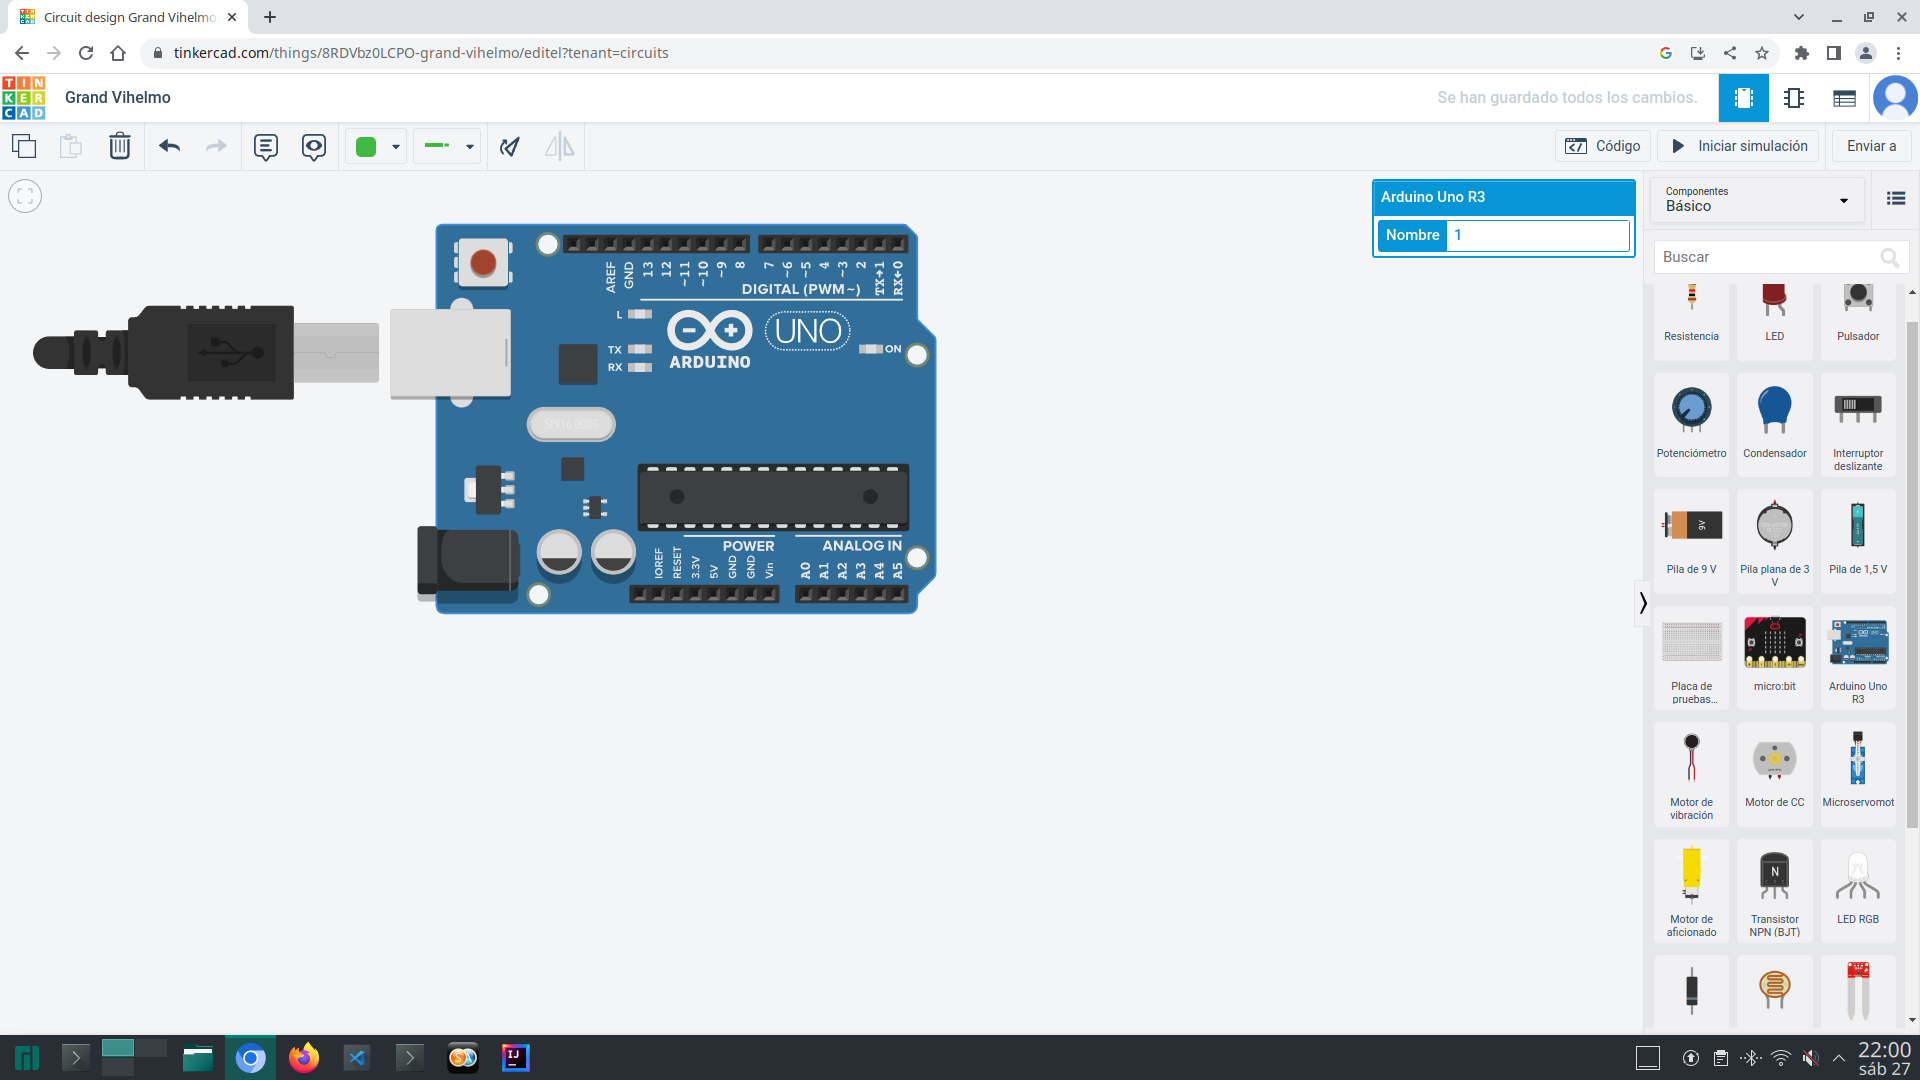 Circuit design Grand Vihelmo
tinkercad.com/things/8RDVbz0LCPO-grand-vihelmo/editel?tenant=circuits
TIN
KER
CAD
Grand Vihelmo
Se han guardado todos los cambios.
Código
Iniciar simulación
Enviar a
Arduino Uno R3
Nombre 1
Componentes
Básico
Buscar
Resistencia
LED
Pulsador
Potenciómetro
Condensador
Interruptor
deslizante
9V
Pila de 9 V
Pila plana de 3
V
Pila de 1,5 V
Placa de
pruebas...
micro:bit
Arduino Uno
R3
Motor de
vibración
Motor de CC
Microservomot
Motor de
aficionado
N
Transistor
NPN (BJT)
LED RGB
AREF
GND
13
12
~11
~10
~9
8
7
~6
~5
4
~3
2
TX→1
RX←0
DIGITAL (PWM~)
L
TX
RX
ARDUINO
UNO
ON
SPK16.000G
POWER
ANALOG IN
IOREF
RESET
3.3V
5V
GND
GND
Vin
A0
A1
A2
A3
A4
A5
IJ
22:00
sáb 27